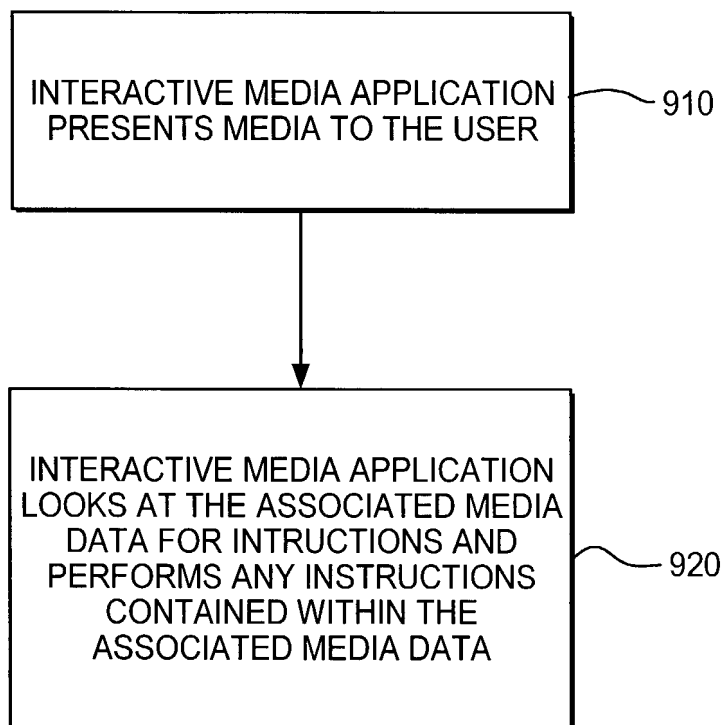 INTERACTIVE MEDIA APPLICATION
PRESENTS MEDIA TO THE USER
910
INTERACTIVE MEDIA APPLICATION
LOOKS AT THE ASSOCIATED MEDIA
DATA FOR INTRUCTIONS AND
PERFORMS ANY INSTRUCTIONS
CONTAINED WITHIN THE
ASSOCIATED MEDIA DATA
920